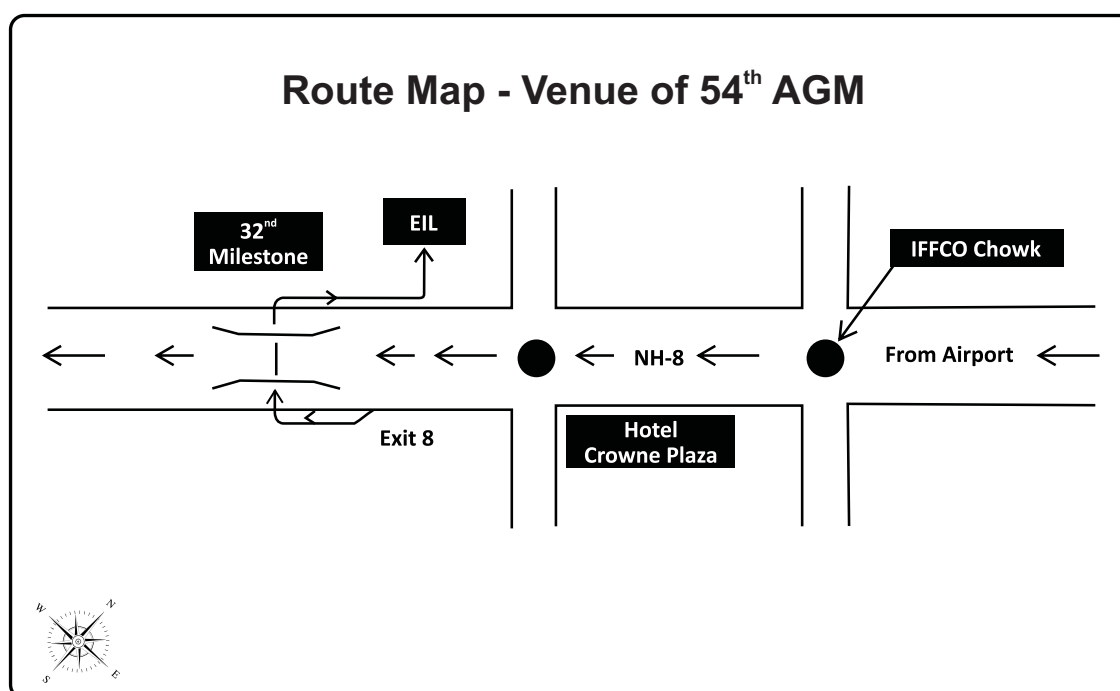 Route Map - Venue of 54th AGM
32nd
Milestone
EIL
IFFCO Chowk
NH-8
From Airport
Exit 8
Hotel
Crowne Plaza
W
N
S
E